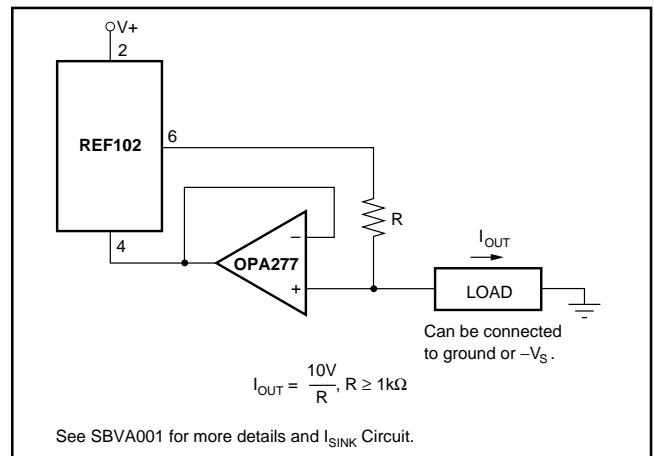 V+
2
REF102
6
4
R
−
OPA277
+
I_OUT
LOAD
Can be connected
to ground or −V_S.
I_OUT = 10V/R, R ≥ 1kΩ
See SBVA001 for more details and I_SINK Circuit.